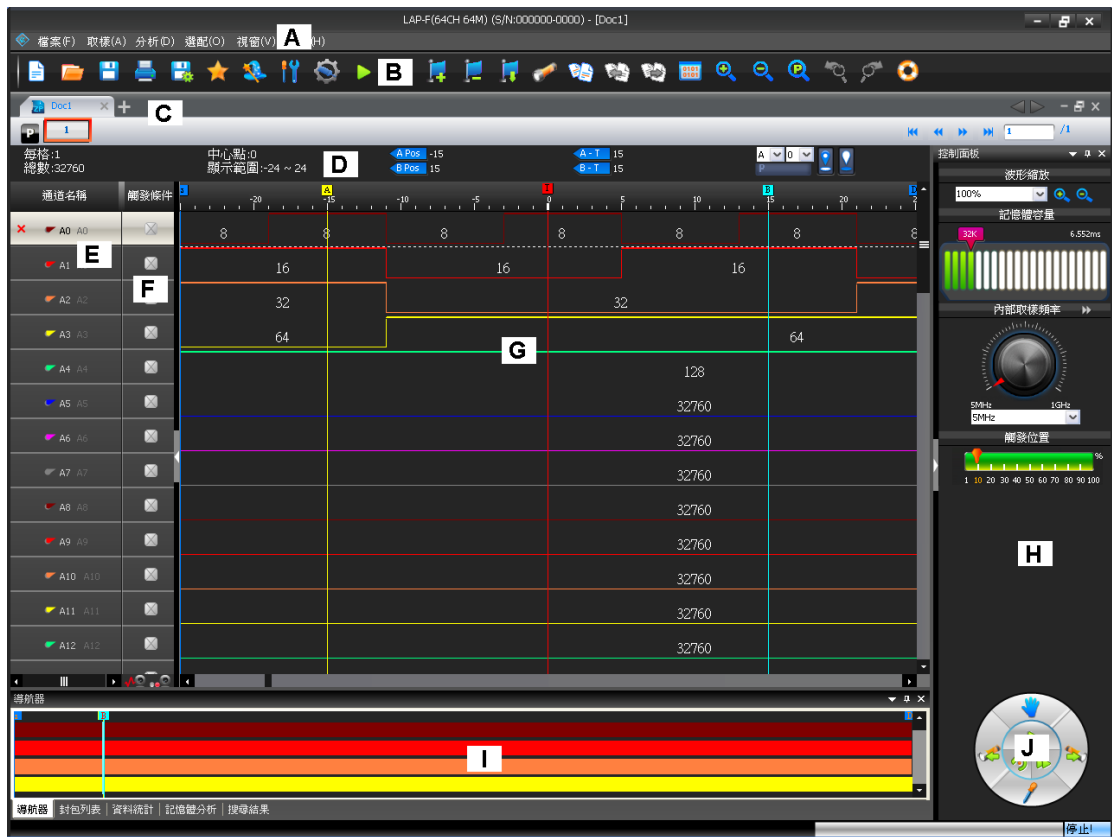 LAP-F(64CH 64M) (S/N:000000-0000) - [Doc1]
檔案(F) 取樣(A) 分析(D) 選配(O) 視窗(V) A (H)
B
Doc1
C
P 1
1 /1
每格:1 中心點:0 A Pos -15 A - T 15 A 0
總數:32760 顯示範圍:-24 ~ 24 D B Pos 15 B - T 15 P
控制面板
通道名稱 觸發條件
A T B D
-20 -15 -10 -5 0 5 10 15 20 2
A0 A0 8 8 8 8 8 8 8
E
A1 16 16 16
F
A2 A2 32 32
A3 A3 64 64
G
A4 A4 128
A5 A5 32760
A6 A6 32760
A7 A7 32760
A8 A8 32760
A9 A9 32760
A10 A10 32760
A11 A11 32760
A12 A12 32760
波形縮放
100%
記憶體容量
32K 6.552ms
內部取樣頻率
5MHz 1GHz
5MHz
觸發位置
%
1 10 20 30 40 50 60 70 80 90 100
H
J
導航器
B D
I
導航器 封包列表 資料統計 記憶體分析 搜尋結果
停止!